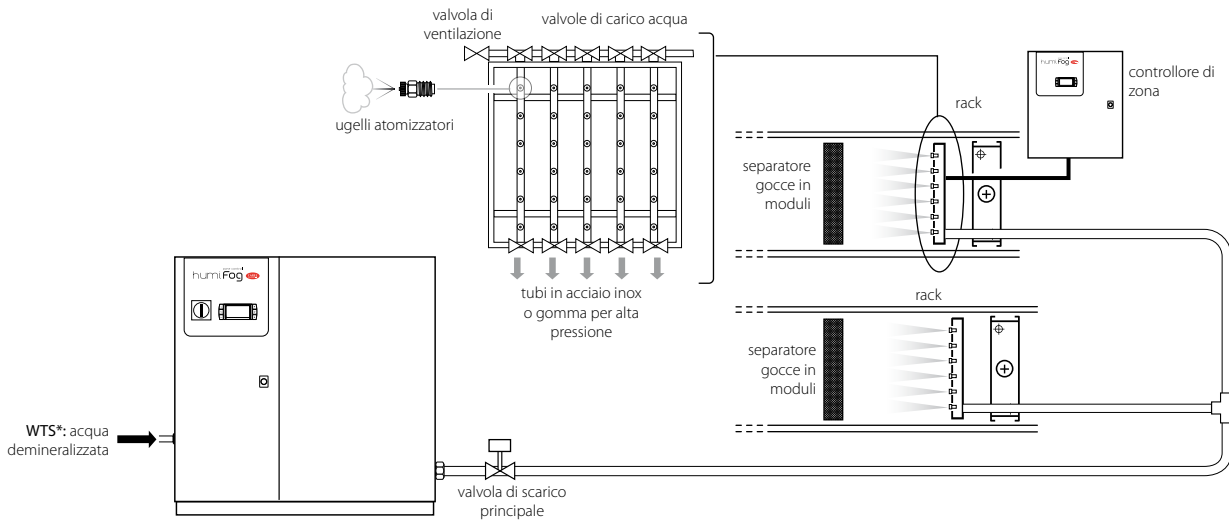 valvola di
ventilazione
valvole di carico acqua
ugelli atomizzatori
tubi in acciaio inox
o gomma per alta
pressione
rack
humiFog
controllore di
zona
separatore
gocce in
moduli
rack
separatore
gocce in
moduli
humiFog
WTS*: acqua
demineralizzata
valvola di scarico
principale